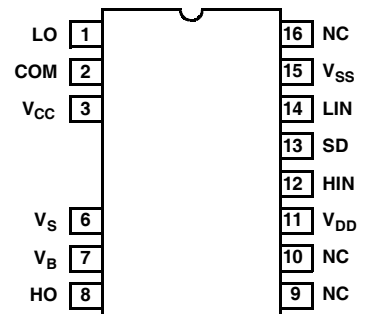 LO 1 16 NC
COM 2 15 VSS
VCC 3 14 LIN
13 SD
12 HIN
VS 6 11 VDD
VB 7 10 NC
HO 8 9 NC